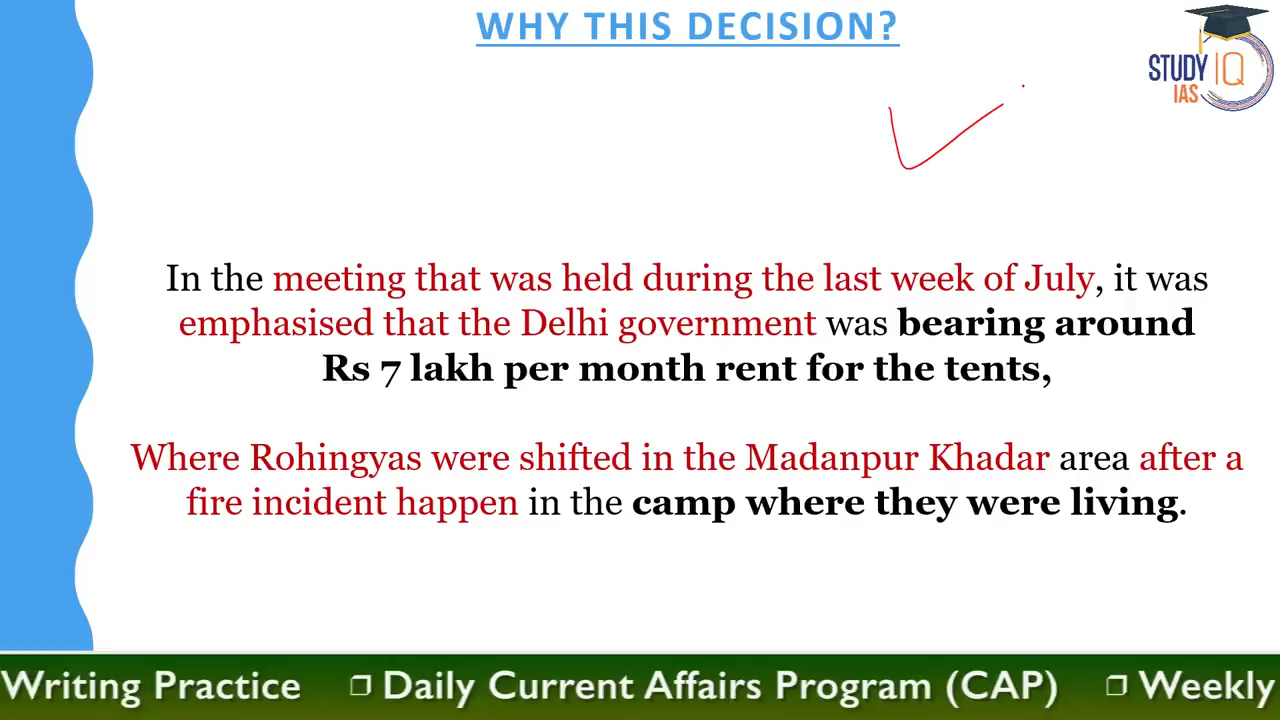 WHY THIS DECISION?
STUDY IQ
IAS
In the meeting that was held during the last week of July, it was
emphasised that the Delhi government was bearing around
Rs 7 lakh per month rent for the tents,
Where Rohingyas were shifted in the Madanpur Khadar area after a
fire incident happen in the camp where they were living.
Writing Practice ❐ Daily Current Affairs Program (CAP) ❐ Weekly